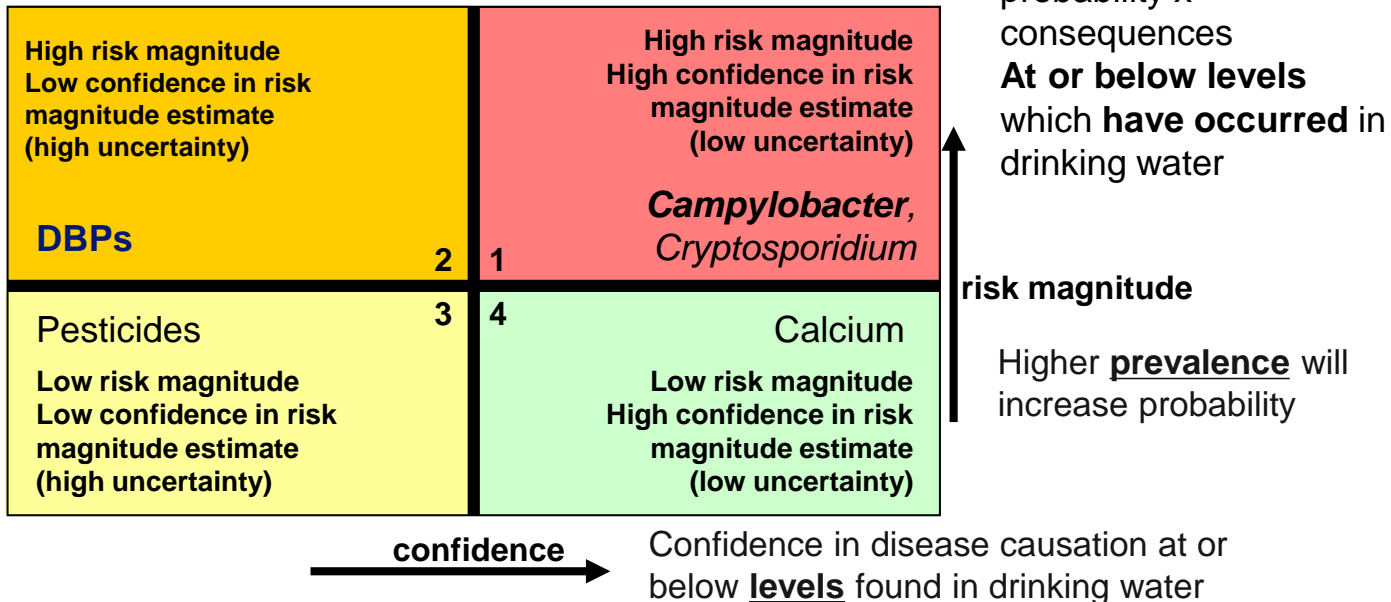 High risk magnitude
Low confidence in risk
magnitude estimate
(high uncertainty)
DBPs
2
High risk magnitude
High confidence in risk
magnitude estimate
(low uncertainty)
Campylobacter,
Cryptosporidium
1
Pesticides
3
Low risk magnitude
Low confidence in risk
magnitude estimate
(high uncertainty)
4
Calcium
Low risk magnitude
High confidence in risk
magnitude estimate
(low uncertainty)
probability x
consequences
At or below levels
which have occurred in
drinking water
risk magnitude
Higher prevalence will
increase probability
confidence
Confidence in disease causation at or
below levels found in drinking water